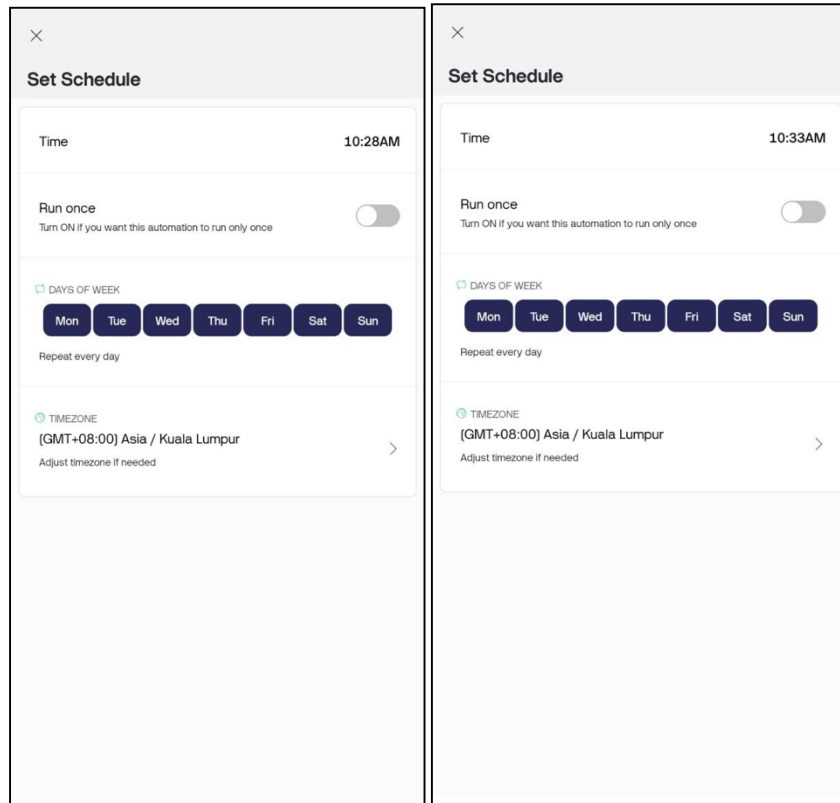 Set Schedule
Time 10:28AM
Run once
Turn ON if you want this automation to run only once
DAYS OF WEEK
Mon Tue Wed Thu Fri Sat Sun
Repeat every day
TIMEZONE
(GMT+08:00) Asia / Kuala Lumpur
Adjust timezone if needed
Set Schedule
Time 10:33AM
Run once
Turn ON if you want this automation to run only once
DAYS OF WEEK
Mon Tue Wed Thu Fri Sat Sun
Repeat every day
TIMEZONE
(GMT+08:00) Asia / Kuala Lumpur
Adjust timezone if needed